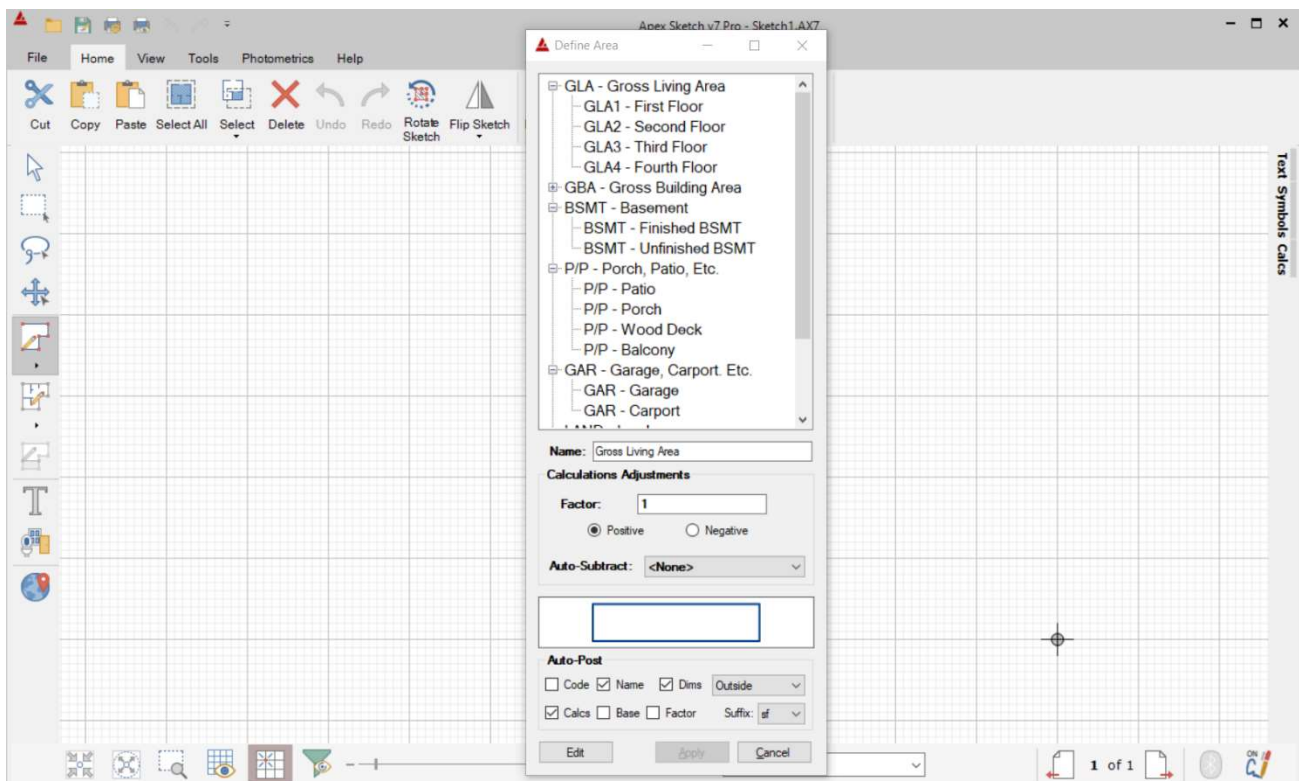 Apex Sketch v7 Pro - Sketch1.AX7
File Home View Tools Photometrics Help
Cut Copy Paste Select All Select Delete Undo Redo Rotate Sketch Flip Sketch
Define Area
GLA - Gross Living Area
GLA1 - First Floor
GLA2 - Second Floor
GLA3 - Third Floor
GLA4 - Fourth Floor
GBA - Gross Building Area
BSMT - Basement
BSMT - Finished BSMT
BSMT - Unfinished BSMT
P/P - Porch, Patio, Etc.
P/P - Patio
P/P - Porch
P/P - Wood Deck
P/P - Balcony
GAR - Garage, Carport. Etc.
GAR - Garage
GAR - Carport
Name: Gross Living Area
Calculations Adjustments
Factor: 1
Positive Negative
Auto-Subtract: <None>
Auto-Post
Code Name Dims Outside
Calcs Base Factor Suffix: sf
Edit Apply Cancel
Text Symbols Calcs
1 of 1
ON